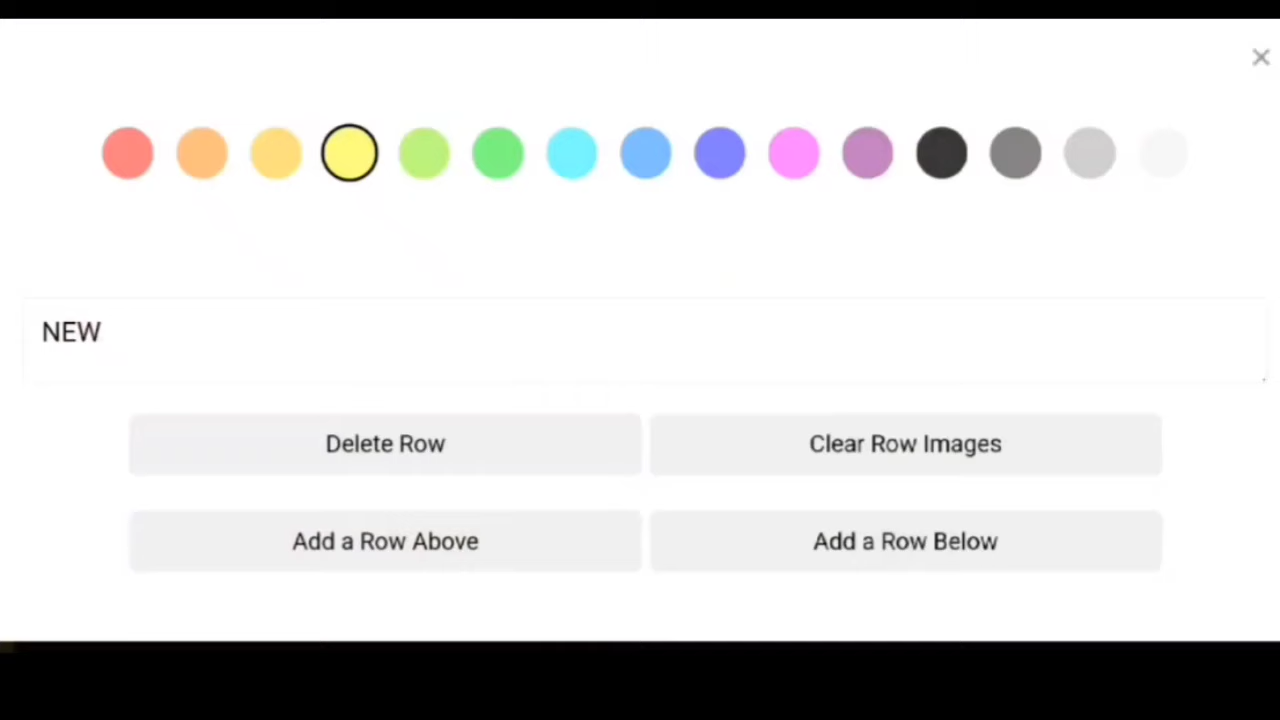 NEW
Delete Row
Clear Row Images
Add a Row Above
Add a Row Below